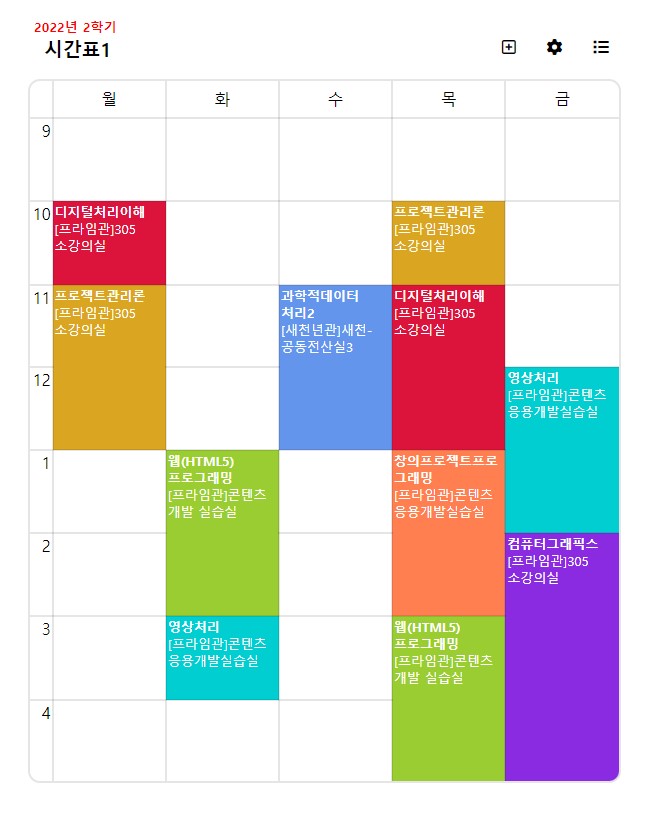 2022년 2학기
시간표1
월 화 수 목 금
9
10
디지털처리이해
[프라임관]305
소강의실
프로젝트관리론
[프라임관]305
소강의실
11
프로젝트관리론
[프라임관]305
소강의실
과학적데이터
처리2
[새천년관]새천-
공동전산실3
디지털처리이해
[프라임관]305
소강의실
12
영상처리
[프라임관]콘텐츠
응용개발실습실
1
웹(HTML5)
프로그래밍
[프라임관]콘텐츠
개발 실습실
창의프로젝트프로
그래밍
[프라임관]콘텐츠
응용개발실습실
2
컴퓨터그래픽스
[프라임관]305
소강의실
3
영상처리
[프라임관]콘텐츠
응용개발실습실
웹(HTML5)
프로그래밍
[프라임관]콘텐츠
개발 실습실
4